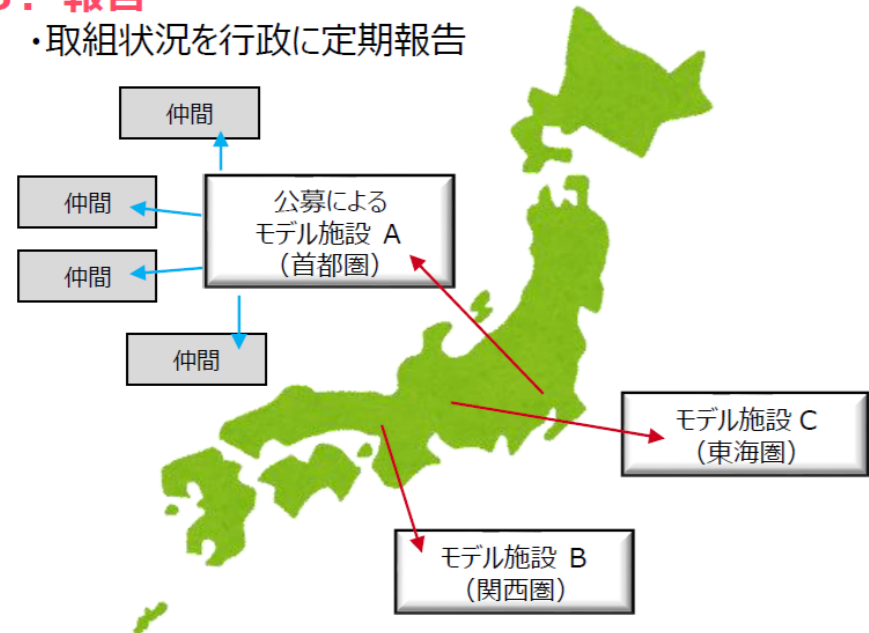 報告
・取組状況を行政に定期報告
仲間
仲間
仲間
仲間
公募による
モデル施設 A
（首都圏）
モデル施設 C
（東海圏）
モデル施設 B
（関西圏）